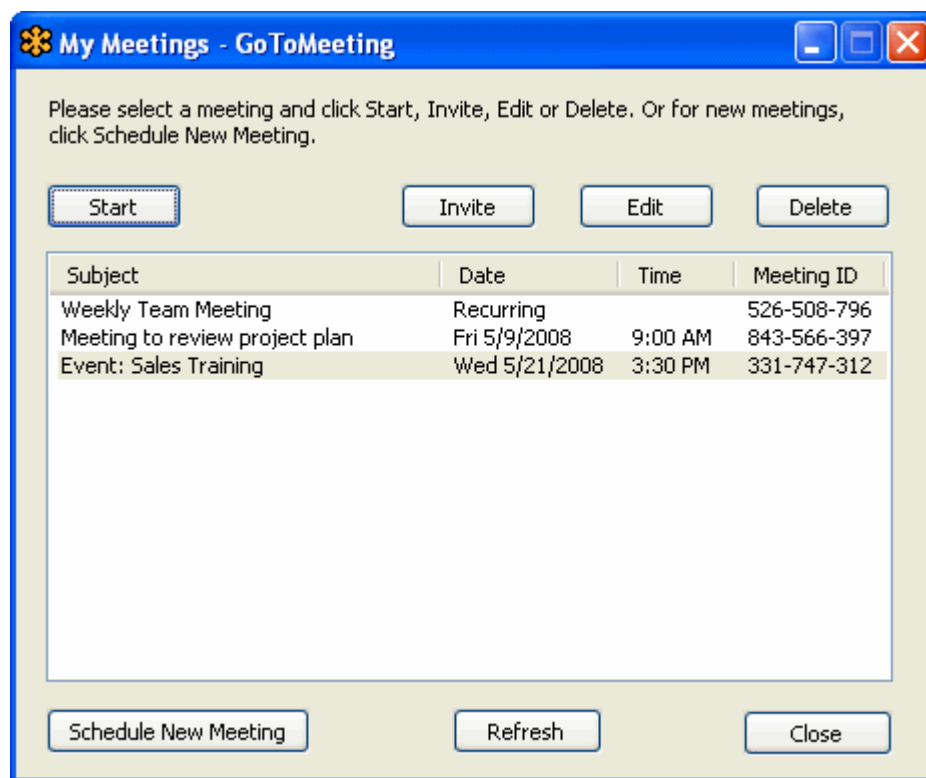 My Meetings - GoToMeeting
Please select a meeting and click Start, Invite, Edit or Delete. Or for new meetings,
click Schedule New Meeting.
Start Invite Edit Delete
Subject Date Time Meeting ID
Weekly Team Meeting Recurring 526-508-796
Meeting to review project plan Fri 5/9/2008 9:00 AM 843-566-397
Event: Sales Training Wed 5/21/2008 3:30 PM 331-747-312
Schedule New Meeting Refresh Close